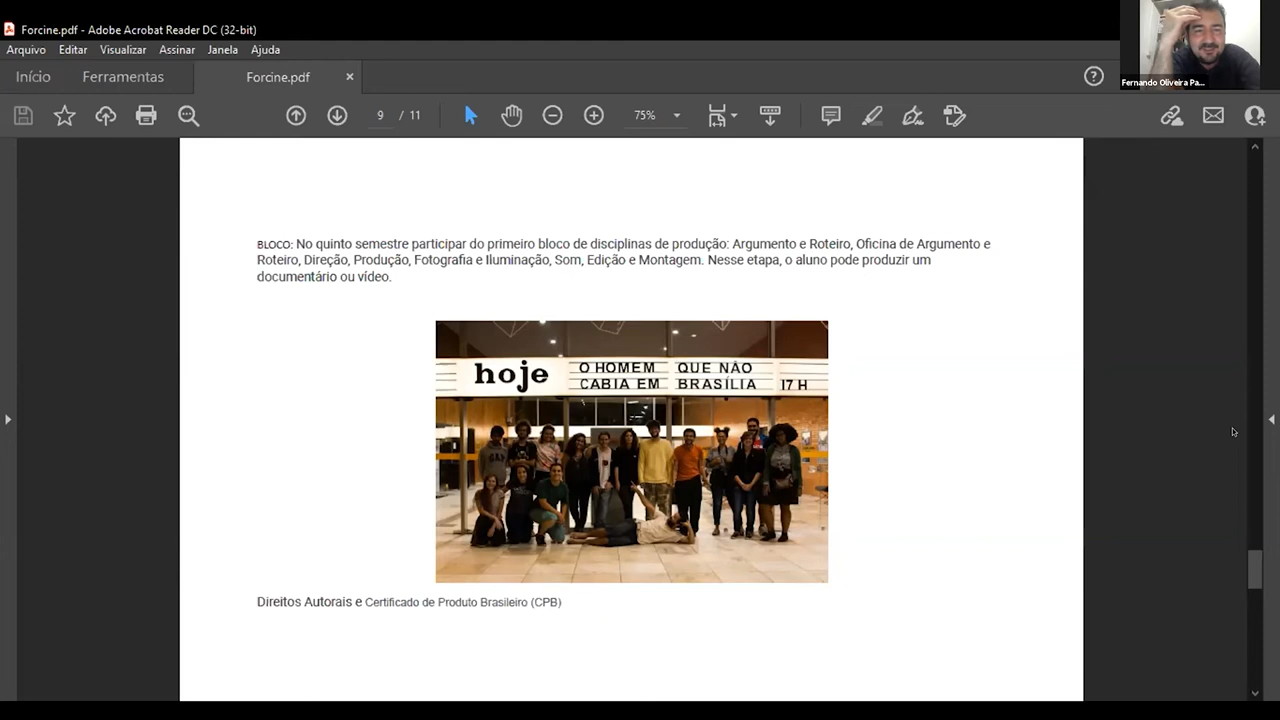 Forcine.pdf - Adobe Acrobat Reader DC (32-bit)
Arquivo Editar Visualizar Assinar Janela Ajuda
Início Ferramentas Forcine.pdf
9 / 11 75%
Fernando Oliveira Pa...
BLOCO: No quinto semestre participar do primeiro bloco de disciplinas de produção: Argumento e Roteiro, Oficina de Argumento e
Roteiro, Direção, Produção, Fotografia e Iluminação, Som, Edição e Montagem. Nesse etapa, o aluno pode produzir um
documentário ou vídeo.
hoje
O HOMEM QUE NÃO
CABIA EM BRASÍLIA 17 H
GAP
Direitos Autorais e Certificado de Produto Brasileiro (CPB)